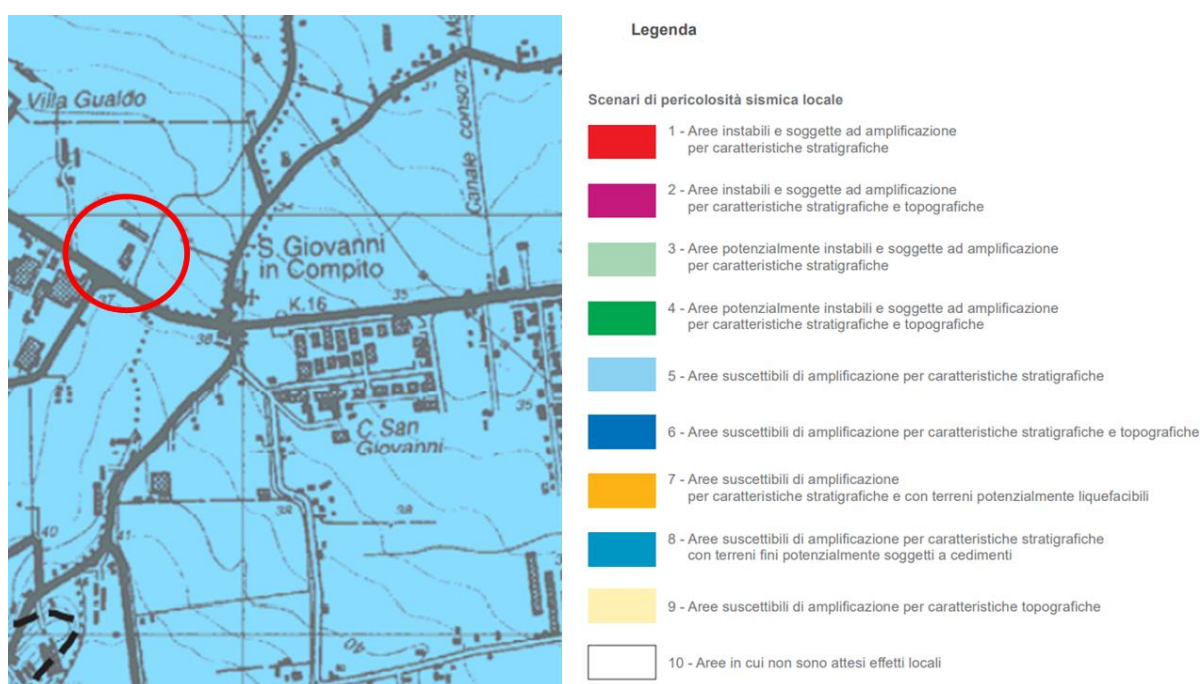 Villa Gualdo
Canale consorz.
31
34
S. Giovanni
in Compito
K.16
35
37
36
C. San
Giovanni
35
38
38
40
41
40
Legenda
Scenari di pericolosità sismica locale
1 - Aree instabili e soggette ad amplificazione
per caratteristiche stratigrafiche
2 - Aree instabili e soggette ad amplificazione
per caratteristiche stratigrafiche e topografiche
3 - Aree potenzialmente instabili e soggette ad amplificazione
per caratteristiche stratigrafiche
4 - Aree potenzialmente instabili e soggette ad amplificazione
per caratteristiche stratigrafiche e topografiche
5 - Aree suscettibili di amplificazione per caratteristiche stratigrafiche
6 - Aree suscettibili di amplificazione per caratteristiche stratigrafiche e topografiche
7 - Aree suscettibili di amplificazione
per caratteristiche stratigrafiche e con terreni potenzialmente liquefacibili
8 - Aree suscettibili di amplificazione per caratteristiche stratigrafiche
con terreni fini potenzialmente soggetti a cedimenti
9 - Aree suscettibili di amplificazione per caratteristiche topografiche
10 - Aree in cui non sono attesi effetti locali